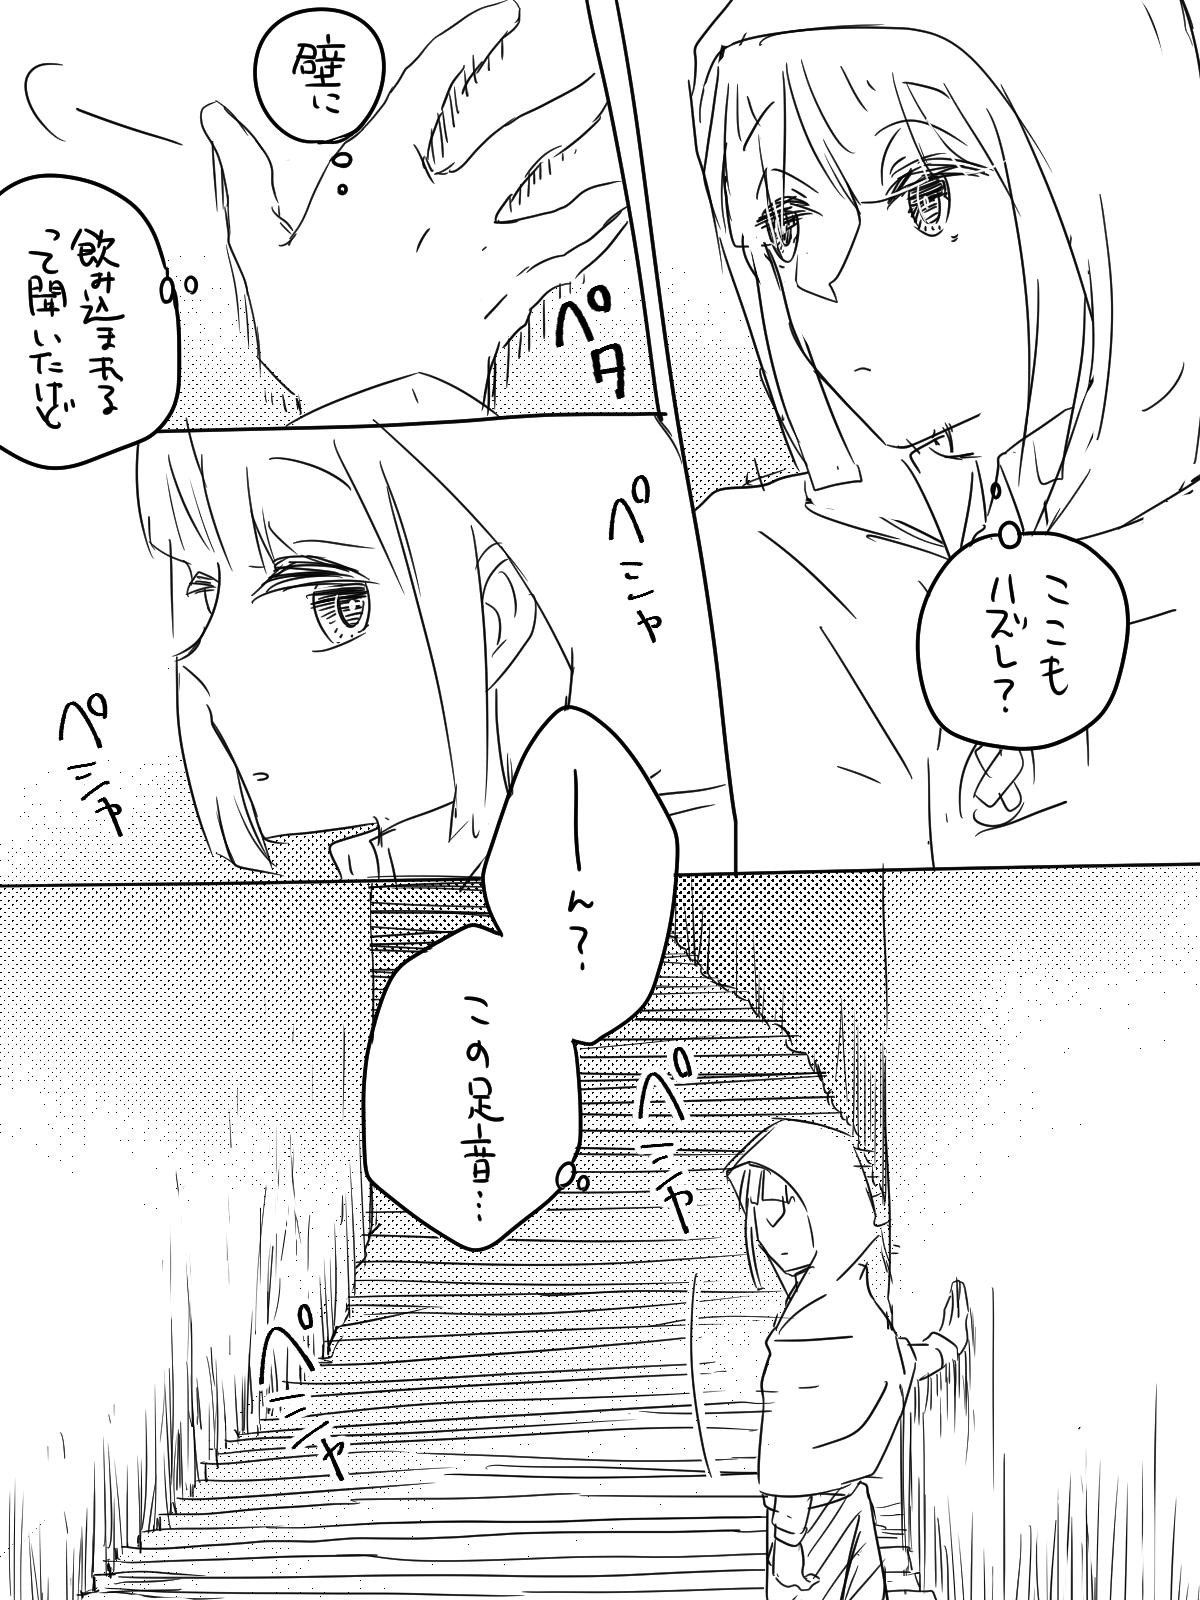 ここも
ハズレ？
壁に
ペタ
飲み込まれる
って聞いたけど
ペシャ
ペシャ
ーん？
この足音…
ペシャ
ペシャ